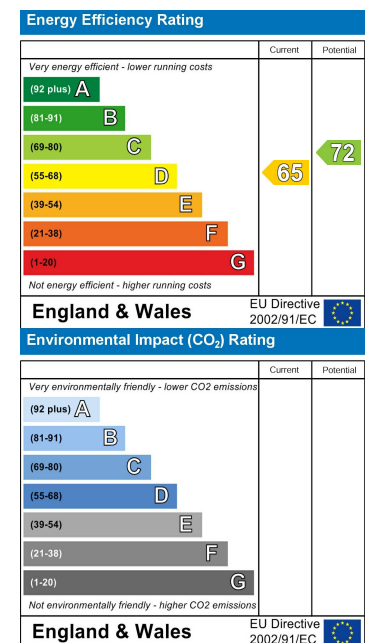 Energy Efficiency Rating
Current Potential
Very energy efficient - lower running costs
(92 plus) A
(81-91) B
(69-80) C
72
(55-68) D
65
(39-54) E
(21-38) F
(1-20) G
Not energy efficient - higher running costs
England & Wales
EU Directive
2002/91/EC
Environmental Impact (CO₂) Rating
Current Potential
Very environmentally friendly - lower CO2 emissions
(92 plus) A
(81-91) B
(69-80) C
(55-68) D
(39-54) E
(21-38) F
(1-20) G
Not environmentally friendly - higher CO2 emissions
England & Wales
EU Directive
2002/91/EC